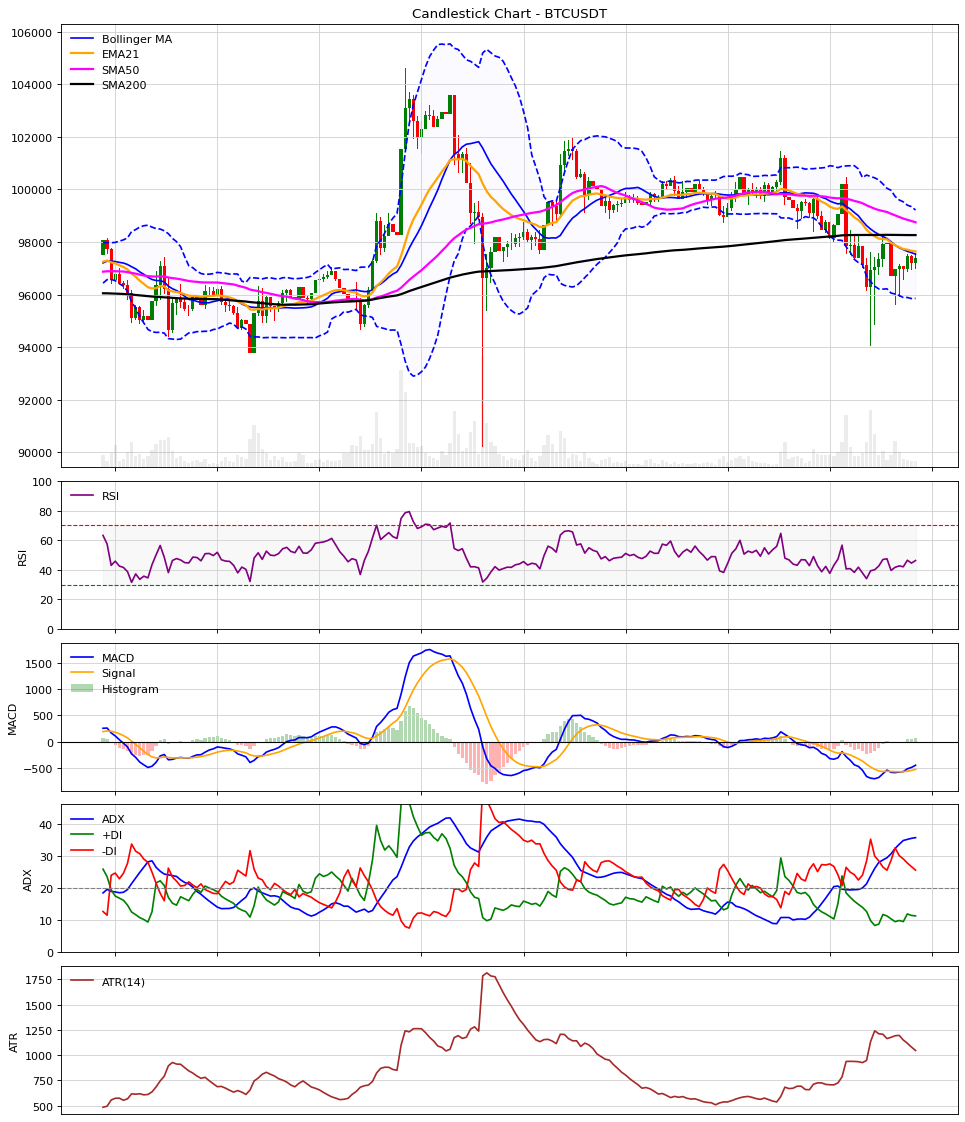 Candlestick Chart - BTCUSDT
106000
104000
102000
100000
98000
96000
94000
92000
90000
Bollinger MA
EMA21
SMA50
SMA200
100
80
60
40
20
0
RSI
RSI
1500
1000
500
0
−500
MACD
MACD
Signal
Histogram
40
30
20
10
0
ADX
ADX
+DI
-DI
1750
1500
1250
1000
750
500
ATR
ATR(14)